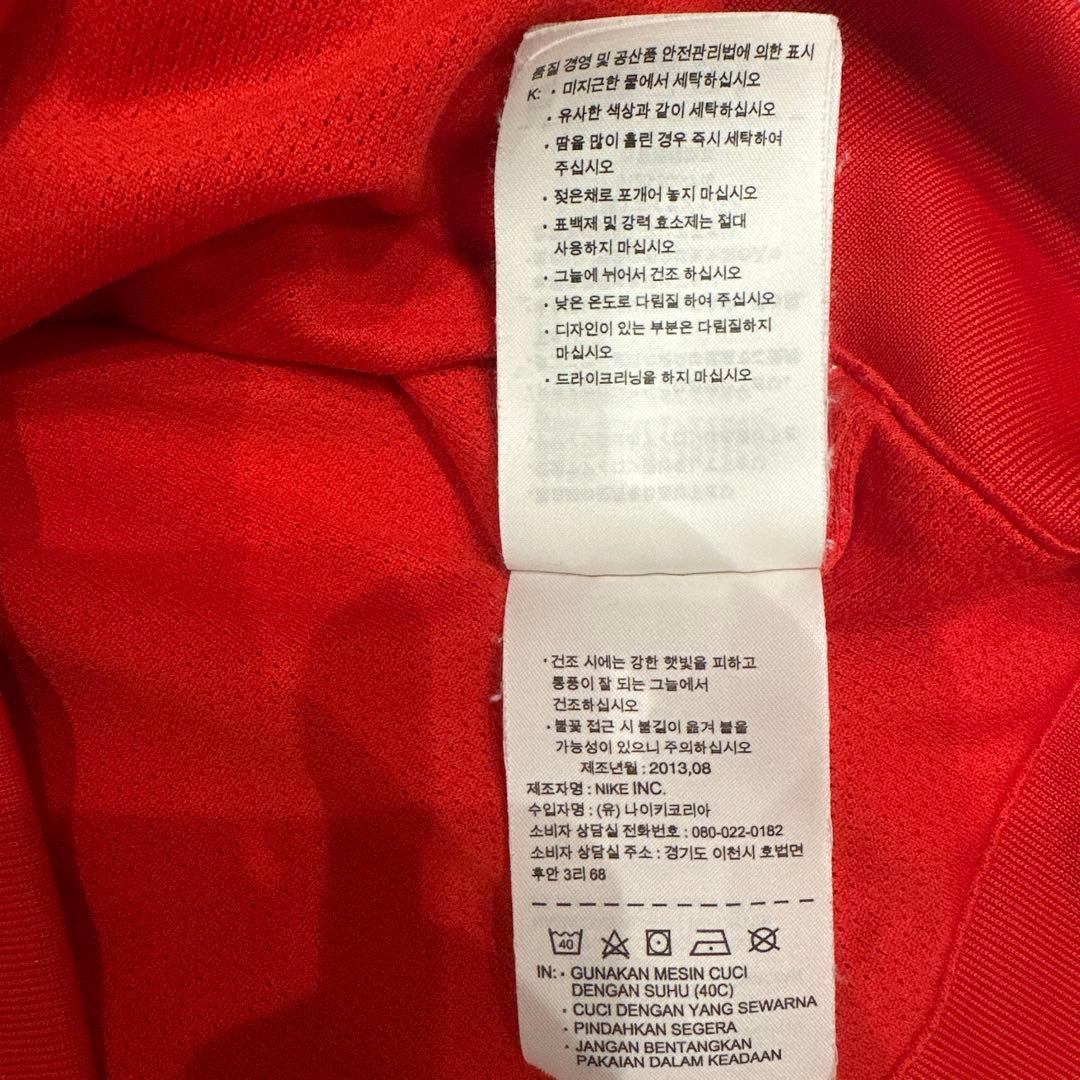 품질 경영 및 공산품 안전관리법에 의한 표시
K: • 미지근한 물에서 세탁하십시오
• 유사한 색상과 같이 세탁하십시오
• 땀을 많이 흘린 경우 즉시 세탁하여
주십시오
• 젖은채로 포개어 놓지 마십시오
• 표백제 및 강력 효소제는 절대
사용하지 마십시오
• 그늘에 뉘어서 건조 하십시오
• 낮은 온도로 다림질 하여 주십시오
• 디자인이 있는 부분은 다림질하지
마십시오
• 드라이크리닝을 하지 마십시오
• 건조 시에는 강한 햇빛을 피하고
통풍이 잘 되는 그늘에서
건조하십시오
• 불꽃 접근 시 불길이 옮겨 붙을
가능성이 있으니 주의하십시오
제조년월 : 2013,08
제조자명 : NIKE INC.
수입자명 : (유) 나이키코리아
소비자 상담실 전화번호 : 080-022-0182
소비자 상담실 주소 : 경기도 이천시 호법면
후안 3리 68
40
IN: • GUNAKAN MESIN CUCI
DENGAN SUHU (40C)
• CUCI DENGAN YANG SEWARNA
• PINDAHKAN SEGERA
• JANGAN BENTANGKAN
PAKAIAN DALAM KEADAAN